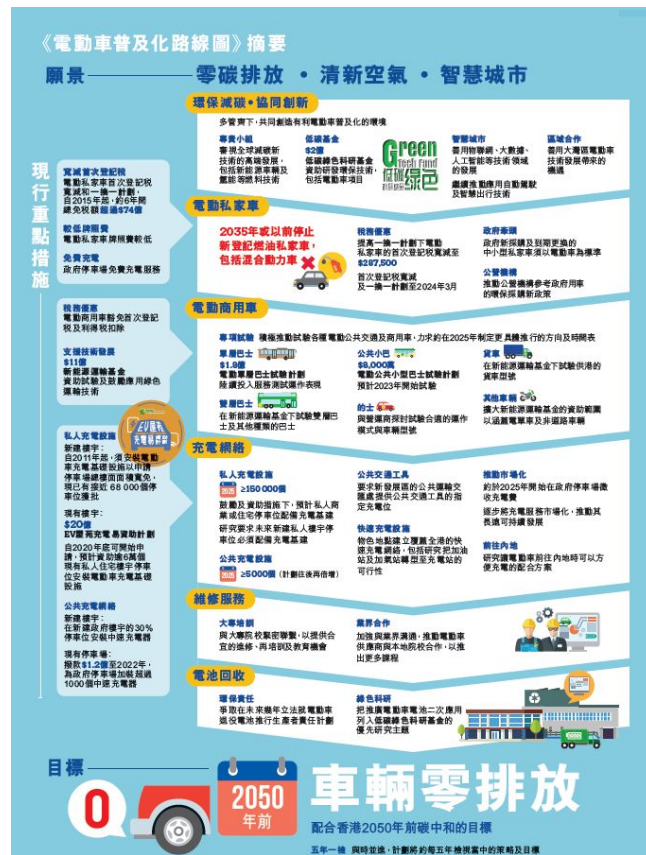 《電動車普及化路線圖》摘要
願景
零碳排放 • 清新空氣 • 智慧城市
現行重點措施
寬減首次登記稅
電動私家車首次登記稅
寬減和一換一計劃，
自2015年起，約6年間
總免稅額超過$74億
較低牌照費
電動私家車牌照費較低
免費充電
政府停車場免費充電服務
稅務優惠
電動商用車豁免首次登記
稅及利得稅扣除
支援技術發展
$11億
新能源運輸基金
資助試驗及鼓勵應用綠色
運輸技術
EV屋苑
充電易資助
私人充電設施
新建樓宇：
自2011年起，須安裝電動
車充電基礎設施以申請
停車場總樓面面積寬免，
現已有接近 68 000個停
車位獲批
現有樓宇：
$20億
EV屋苑充電易資助計劃
自2020年底可開始申
請，預計資助逾6萬個
現有私人住宅樓宇停車
位安裝電動車充電基礎
設施
公共充電網絡
新建樓宇：
在新建政府樓宇的30%
停車位安裝中速充電器
現有停車場：
撥款$1.2億至2022年，
為政府停車場加裝超過
1000個中速充電器
環保減碳•協同創新
多管齊下，共同創造有利電動車普及化的環境
專責小組
審視全球減碳新
技術的高端發展，
包括新能源車輛及
氫能等燃料技術
低碳基金
$2億
低碳綠色科研基金
資助研發環保技術，
包括電動車項目
Green
Tech Fund
低碳綠色
智慧城市
善用物聯網、大數據、
人工智能等技術領域
的發展
繼續推動應用自動駕駛
及智慧出行技術
區域合作
善用大灣區電動車
技術發展帶來的
機遇
電動私家車
2035年或以前停止
新登記燃油私家車，
包括混合動力車
稅務優惠
提高一換一計劃下電動
私家車的首次登記稅寬減至
$287,500
首次登記稅寬減
及一換一計劃至2024年3月
政府牽頭
政府新採購及到期更換的
中小型私家車須以電動車為標準
公營機構
推動公營機構參考政府用車
的環保採購新政策
電動商用車
專項試驗 積極推動試驗各種電動公共交通及商用車，力求約在2025年制定更具體推行的方向及時間表
單層巴士
$1.8億
電動單層巴士試驗計劃
陸續投入服務測試運作表現
雙層巴士
在新能源運輸基金下試驗雙層巴
士及其他種類的巴士
公共小巴
$8,000萬
電動公共小型巴士試驗計劃
預計2023年開始試驗
的士
與營運商探討試驗合適的運作
模式與車輛型號
貨車
在新能源運輸基金下試驗供港的
貨車型號
其他車輛
擴大新能源運輸基金的資助範圍
以涵蓋電單車及非道路車輛
充電網絡
私人充電設施
2025 ≥150 000個
鼓勵及資助措施下，預計私人商
業或住宅停車位配備充電基建
研究要求未來新建私人樓宇停
車位必須配備充電基建
公共充電設施
2025 ≥5000個（計劃往後再倍增）
公共交通工具
要求新發展區的公共運輸交
匯處提供公共交通工具的指
定充電位
快速充電設施
物色地點建立覆蓋全港的快
速充電網絡，包括研究把加油
站及加氣站轉型至充電站的
可行性
推動市場化
約於2025年開始在政府停車場徵
收充電費
逐步將充電服務市場化，推動其
長遠可持續發展
前往內地
研究讓電動車前往內地時可以方
便充電的配合方案
維修服務
大專培訓
與大專院校緊密聯繫，以提供合
宜的進修、再培訓及教育機會
業界合作
加強與業界溝通，推動電動車
供應商與本地院校合作，以推
出更多課程
電池回收
環保責任
爭取在未來幾年立法就電動車
退役電池推行生產者責任計劃
綠色科研
把推廣電動車電池二次應用
列入低碳綠色科研基金的
優先研究主題
目標
0
2050
年前
車輛零排放
配合香港2050年前碳中和的目標
五年一檢 與時並進，計劃將約每五年檢視當中的策略及目標